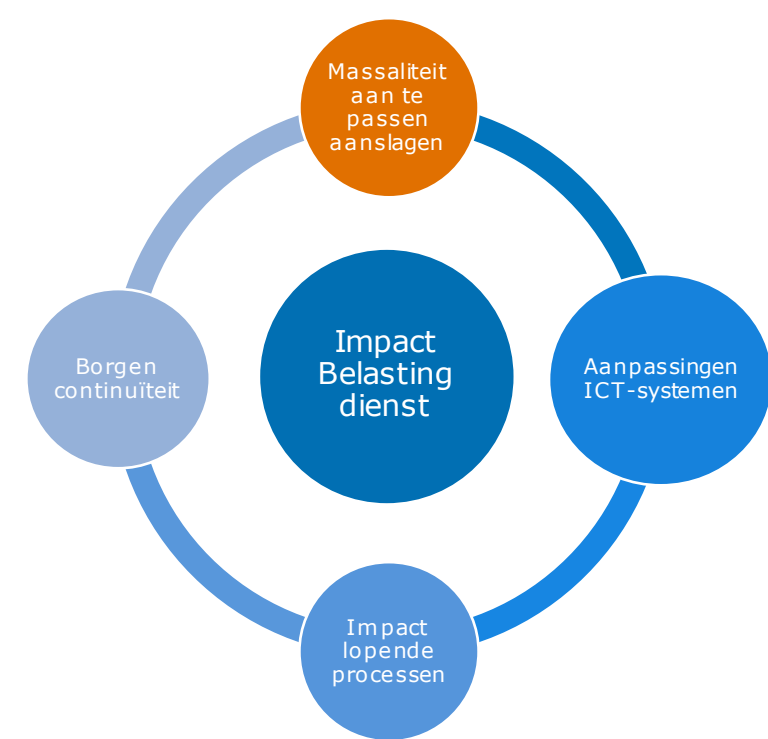 Massaliteit
aan te
passen
aanslagen
Impact
Belasting
dienst
Borgen
continuïteit
Aanpassingen
ICT-systemen
Impact
lopende
processen